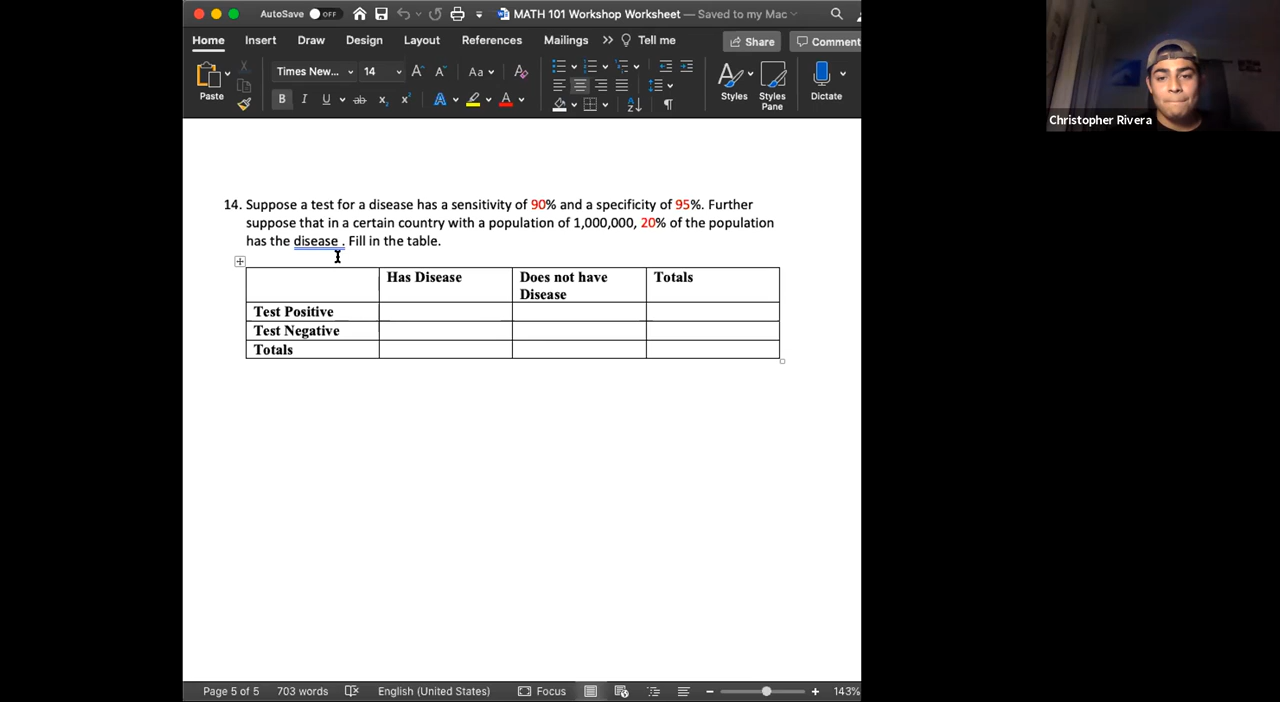 AutoSave OFF MATH 101 Workshop Worksheet — Saved to my Mac
Home Insert Draw Design Layout References Mailings Tell me Share Comment
Paste Times New... 14 Aa Styles Styles Pane Dictate
B I U ab x₂ x² A A
14. Suppose a test for a disease has a sensitivity of 90% and a specificity of 95%. Further
suppose that in a certain country with a population of 1,000,000, 20% of the population
has the disease . Fill in the table.
Has Disease Does not have Disease Totals
Test Positive
Test Negative
Totals
Page 5 of 5 703 words English (United States) Focus 143%
Christopher Rivera